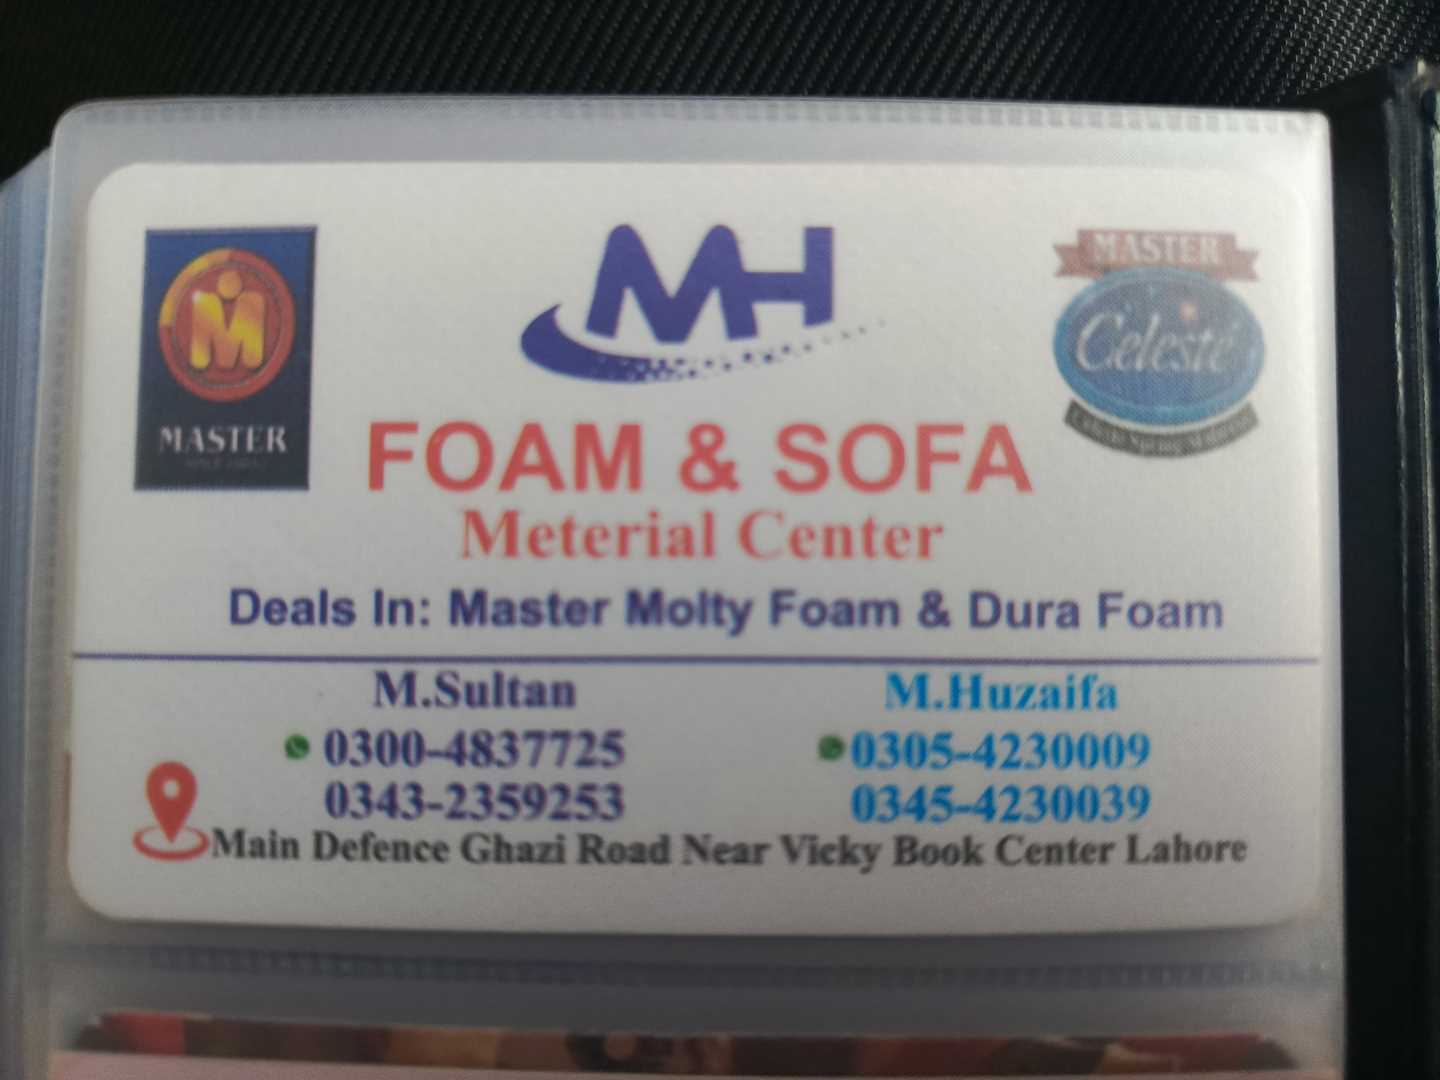 MASTER
MH
MASTER
Celeste
FOAM & SOFA
Meterial Center
Deals In: Master Molty Foam & Dura Foam
M.Sultan
0300-4837725
0343-2359253
M.Huzaifa
0305-4230009
0345-4230039
Main Defence Ghazi Road Near Vicky Book Center Lahore